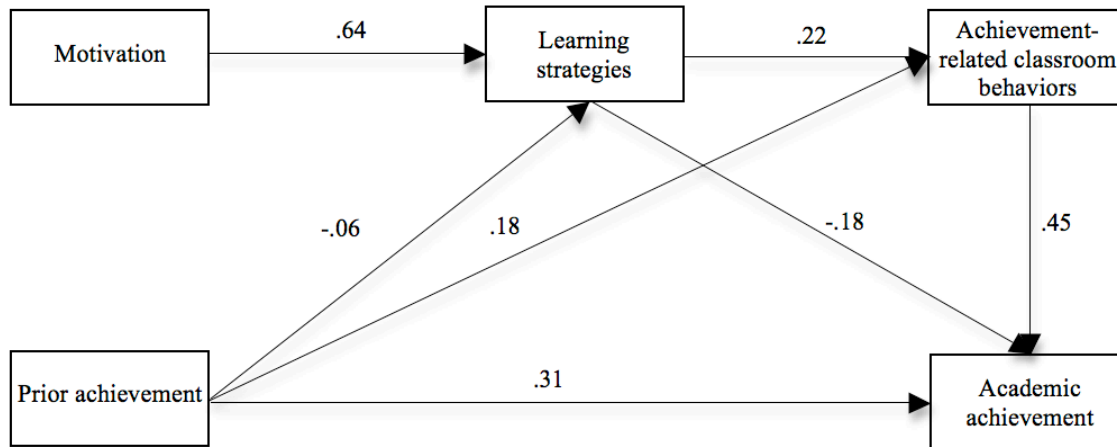 Motivation
.64
Learning
strategies
.22
Achievement-
related classroom
behaviors
-.06
.18
-.18
.45
Prior achievement
.31
Academic
achievement